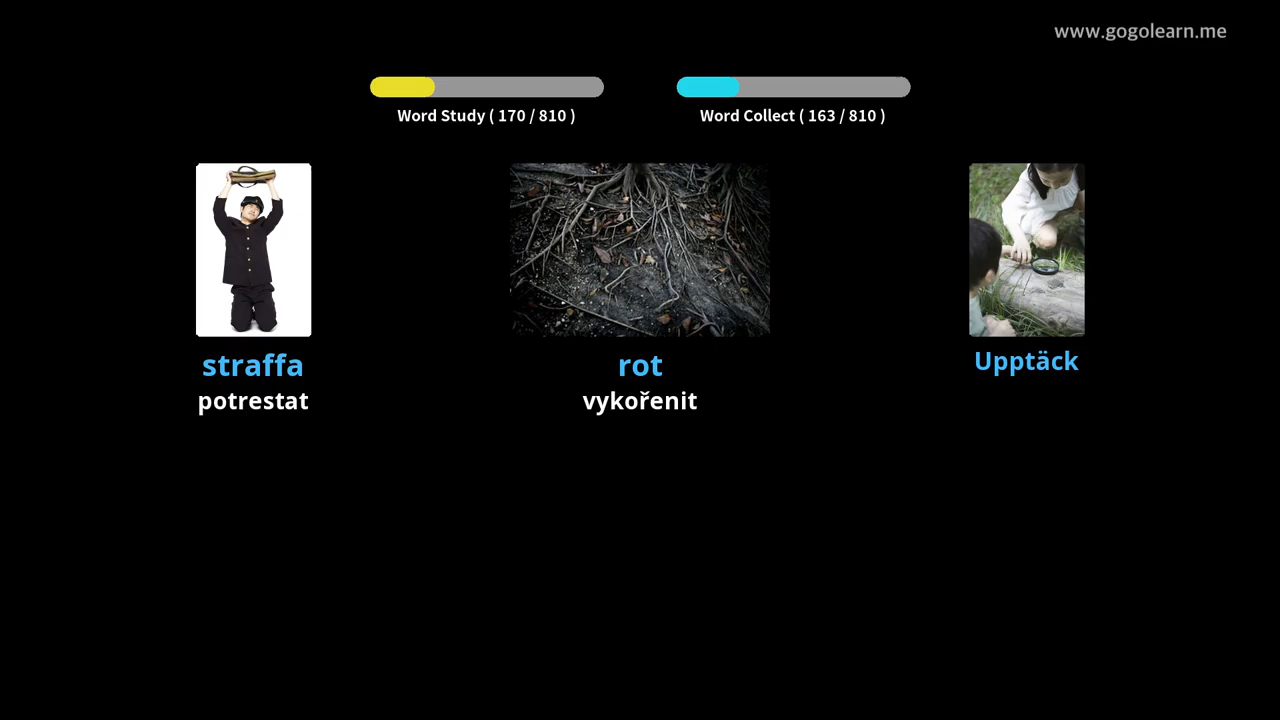 www.gogolearn.me
Word Study ( 170 / 810 )
Word Collect ( 163 / 810 )
straffa
potrestat
rot
vykořenit
Upptäck